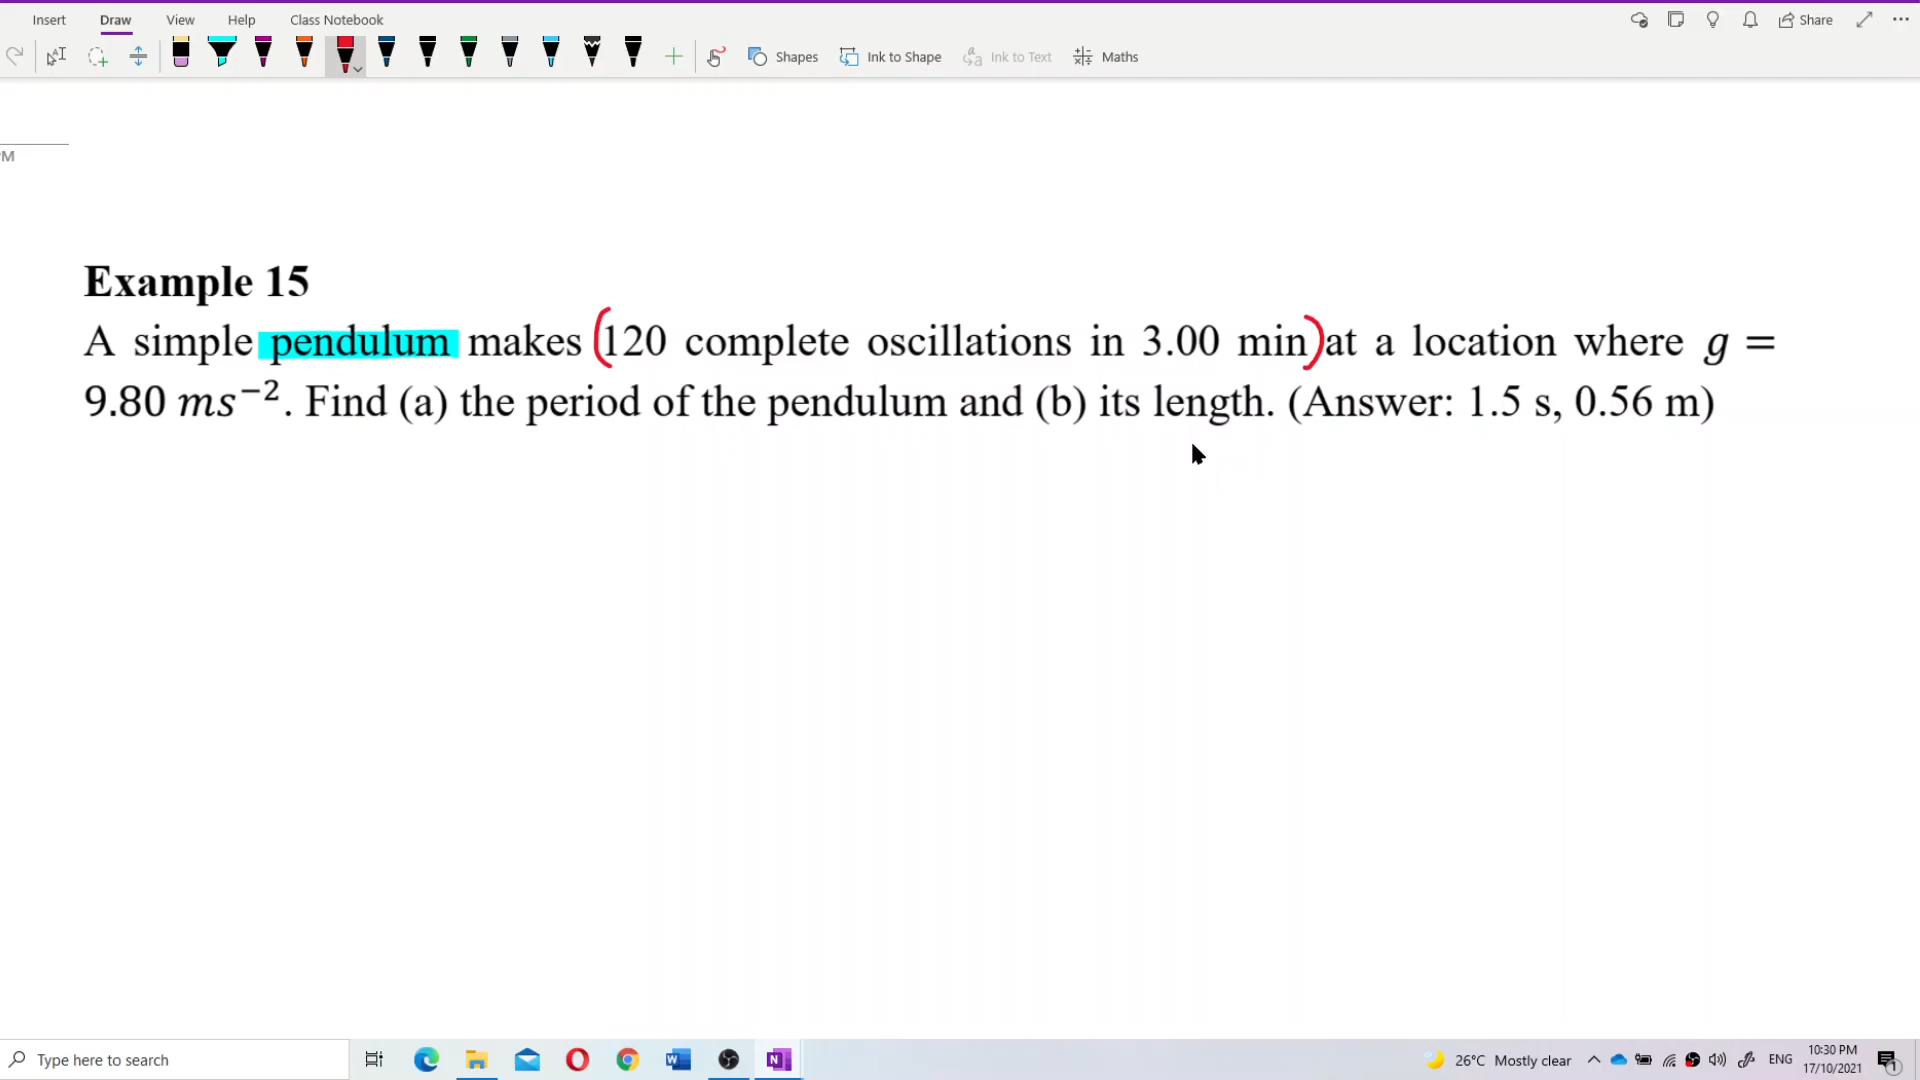 Insert Draw View Help Class Notebook
Share
Shapes Ink to Shape Ink to Text Maths
PM
Example 15
A simple pendulum makes (120 complete oscillations in 3.00 min) at a location where g =
9.80 ms⁻². Find (a) the period of the pendulum and (b) its length. (Answer: 1.5 s, 0.56 m)
Type here to search
26°C Mostly clear
ENG
10:30 PM
17/10/2021
1